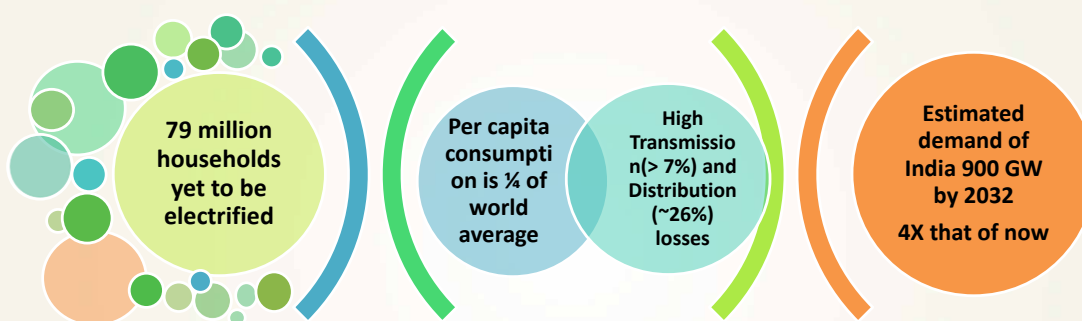 79 million
households
yet to be
electrified
Per capita
consumpti
on is ¼ of
world
average
High
Transmissio
n(> 7%) and
Distribution
(~26%)
losses
Estimated
demand of
India 900 GW
by 2032
4X that of now